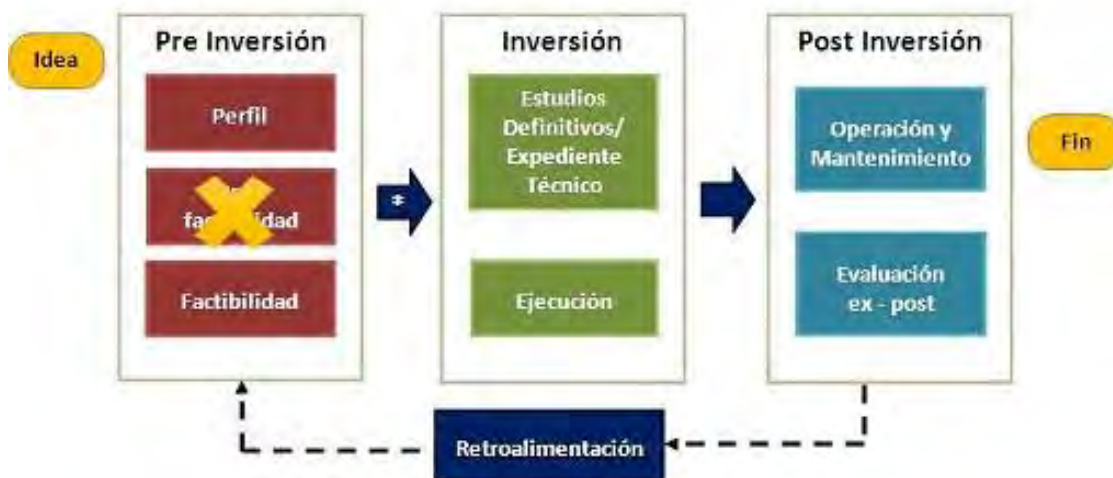 Idea
Pre Inversión
Perfil
Factibilidad
*
Inversión
Estudios
Definitivos/
Expediente
Técnico
Ejecución
Post Inversión
Operación y
Mantenimiento
Evaluación
ex - post
Fin
Retroalimentación